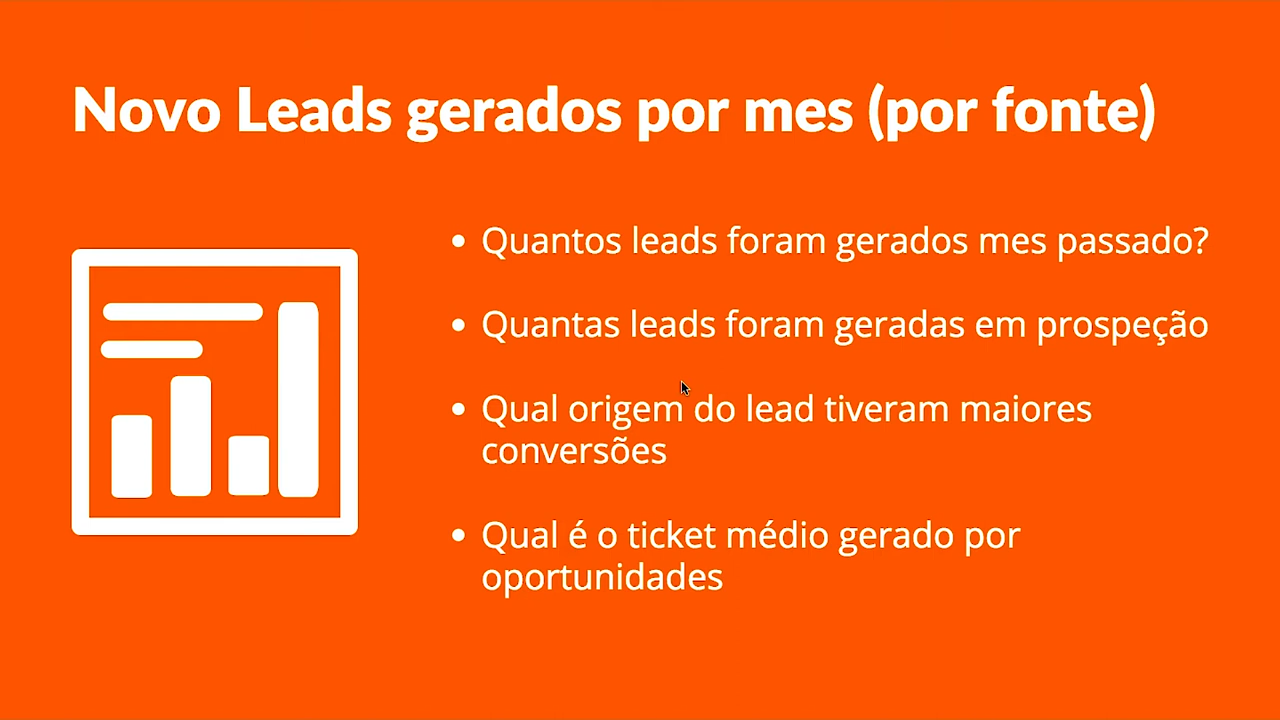 Novo Leads gerados por mes (por fonte)
• Quantos leads foram gerados mes passado?
• Quantas leads foram geradas em prospeção
• Qual origem do lead tiveram maiores
conversões
• Qual é o ticket médio gerado por
oportunidades